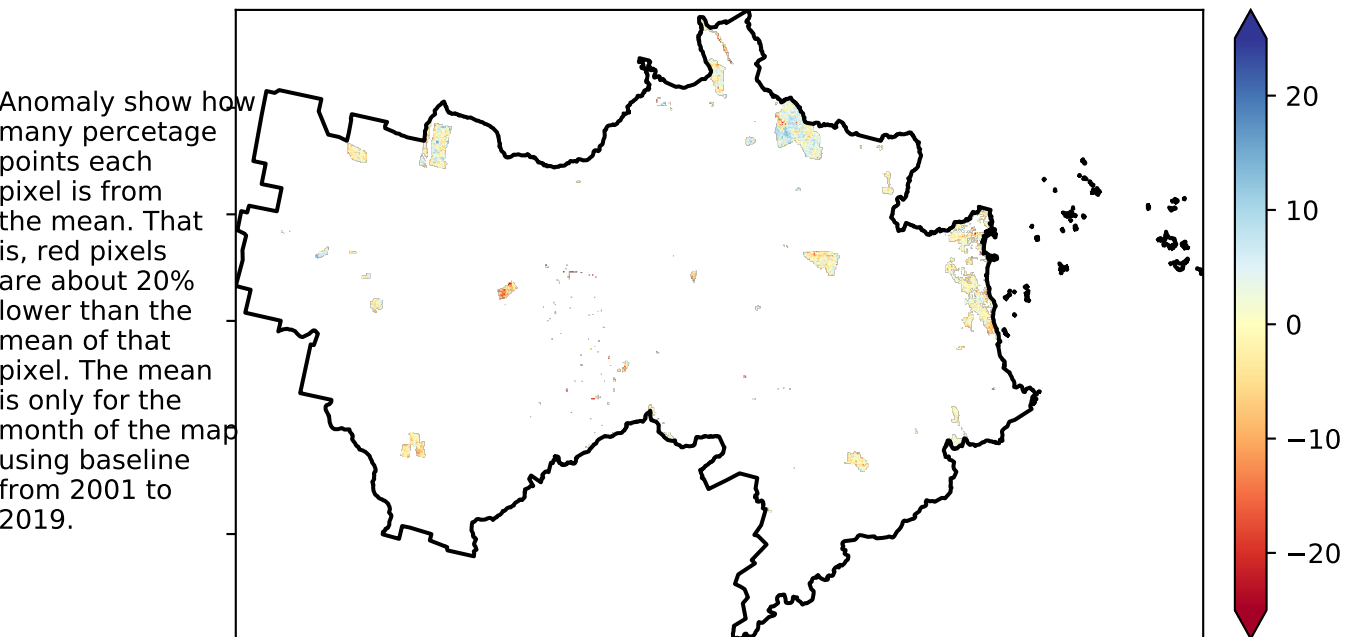 Anomaly show how
many percetage
points each
pixel is from
the mean. That
is, red pixels
are about 20%
lower than the
mean of that
pixel. The mean
is only for the
month of the map
using baseline
from 2001 to
2019.
20
10
0
−10
−20